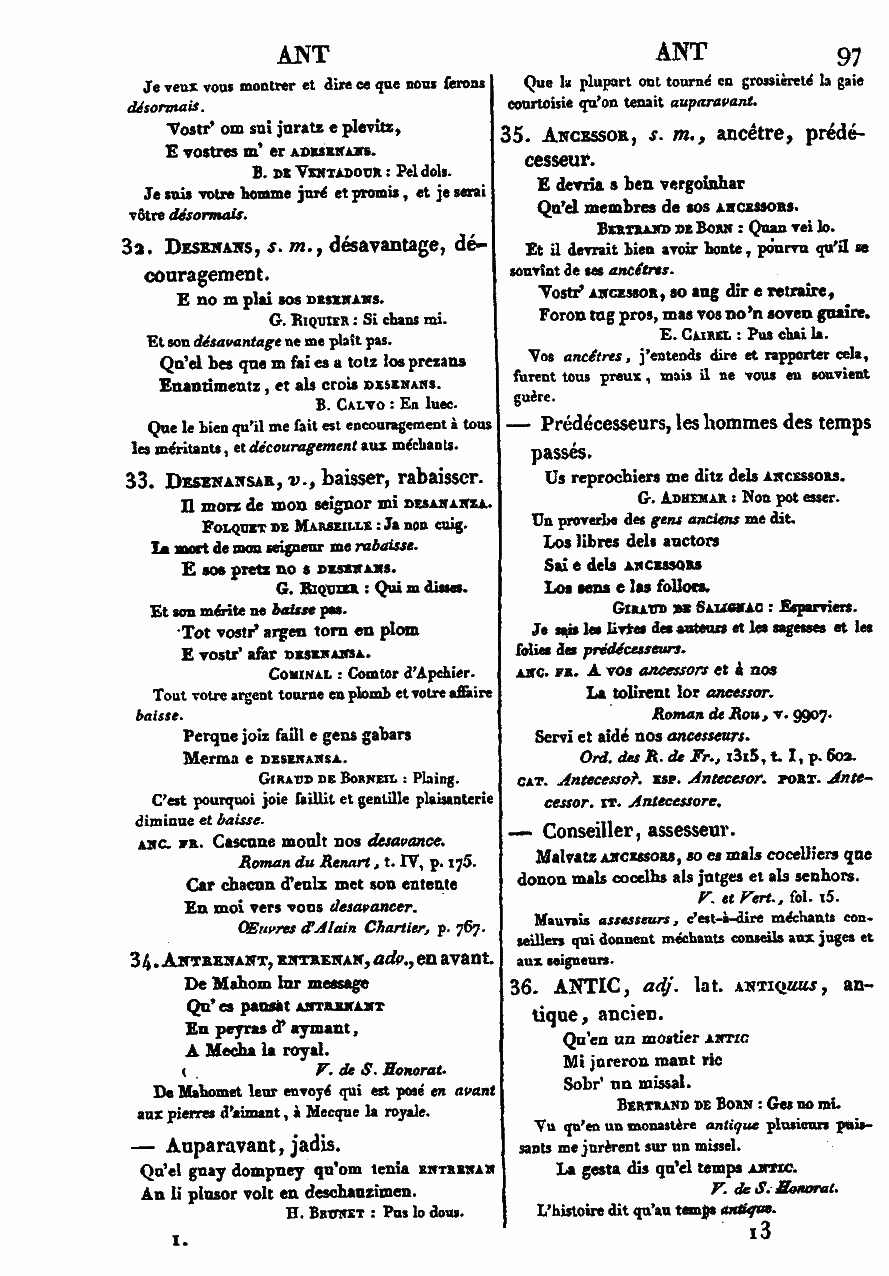 ANT
ANT
97
Je veux vous montrer et dire ce que nous ferons
désormais.
Vostr' om sui juratz e plevitz,
E vostres m' er ADESENANS.
B. DE VENTADOUR : Pel dols.
Je suis votre homme juré et promis, et je serai
vôtre désormais.
32. DESENANS, s. m., désavantage, dé-
couragement.
E no m plai sos DESENANS.
G. RIQUIER : Si chans mi.
Et son désavantage ne me plaît pas.
Qu'el bes que m fai es a totz los prezans
Enantimentz, et als crois DESENANS.
B. CALVO : En luec.
Que le bien qu'il me fait est encouragement à tous
les méritants, et découragement aux méchants.
33. DESENANSAR, v., baisser, rabaisser.
Il morz de mon seignor mi DESANANZA.
FOLQUET DE MARSEILLE : Ja non cuig.
La mort de mon seigneur me rabaisse.
E sos pretz no s DESENANS.
G. RIQUIER : Qui m disses.
Et son mérite ne baisse pas.
Tot vostr' argen torn en plom
E vostr' afar DESENANSA.
COMINAL : Comtor d'Apchier.
Tout votre argent tourne en plomb et votre affaire
baisse.
Perque joiz faill e gens gabars
Merma e DESENANSA.
GIRAUD DE BORNEIL : Plaing.
C'est pourquoi joie faillit et gentille plaisanterie
diminue et baisse.
ANC. FR. Cascune moult nos desavance.
Roman du Renart, t. IV, p. 175.
Car chacun d'eulx met son entente
En moi vers vous desavancer.
Œuvres d'Alain Chartier, p. 767.
34. ANTRENANT, ENTRENAN, adv., en avant.
De Mahom lur message
Qu' es pausat ANTRENANT
En peyras d' aymant,
A Mecha la royal.
V. de S. Honorat.
De Mahomet leur envoyé qui est posé en avant
aux pierres d'aimant, à Mecque la royale.
— Auparavant, jadis.
Qu'el guay dompney qu'om tenia ENTRENAN
An li plusor volt en deschauzimen.
H. BRUNET : Pus lo dous.
I.
Que la plupart ont tourné en grossièreté la gaie
courtoisie qu'on tenait auparavant.
35. ANCESSOR, s. m., ancêtre, prédé-
cesseur.
E devria s ben vergoinhar
Qu'el membres de sos ANCESSORS.
BERTRAND DE BORN : Quan vei lo.
Et il devrait bien avoir honte, pourvu qu'il se
souvînt de ses ancêtres.
Vostr' ANCESSOR, so aug dir e retraire,
Foron tug pros, mas vos no'n soven guaire.
E. CAIREL : Pus chai la.
Vos ancêtres, j'entends dire et rapporter cela,
furent tous preux, mais il ne vous en souvient
guère.
— Prédécesseurs, les hommes des temps
passés.
Us reprochiers me ditz dels ANCESSORS.
G. ADHEMAR : Non pot esser.
Un proverbe des gens anciens me dit.
Los libres dels auctors
Sai e dels ANCESSORS
Los sens e las follors.
GIRAUD DE SALIGNAC : Esparviers.
Je sais les livres des auteurs et les sagesses et les
folies des prédécesseurs.
ANC. FR. A vos ancessors et à nos
La tolirent lor ancessor.
Roman de Rou, v. 9907.
Servi et aidé nos ancesseurs.
Ord. des R. de Fr., 1315, t. I, p. 602.
CAT. Antecessor. ESP. Antecesor. PORT. Ante-
cessor. IT. Antecessore.
— Conseiller, assesseur.
Malvatz ANCESSORS, so es mals cocelliers que
donon mals cocelhs als jutges et als senhors.
V. et Vert., fol. 15.
Mauvais assesseurs, c'est-à-dire méchants con-
seillers qui donnent méchants conseils aux juges et
aux seigneurs.
36. ANTIC, adj. lat. ANTIQUUS, an-
tique, ancien.
Qu'en un mostier ANTIC
Mi jureron mant ric
Sobr' un missal.
BERTRAND DE BORN : Ges no mi.
Vu qu'en un monastère antique plusieurs puis-
sants me jurèrent sur un missel.
La gesta dis qu'el temps ANTIC.
V. de S. Honorat.
L'histoire dit qu'au temps antique.
13